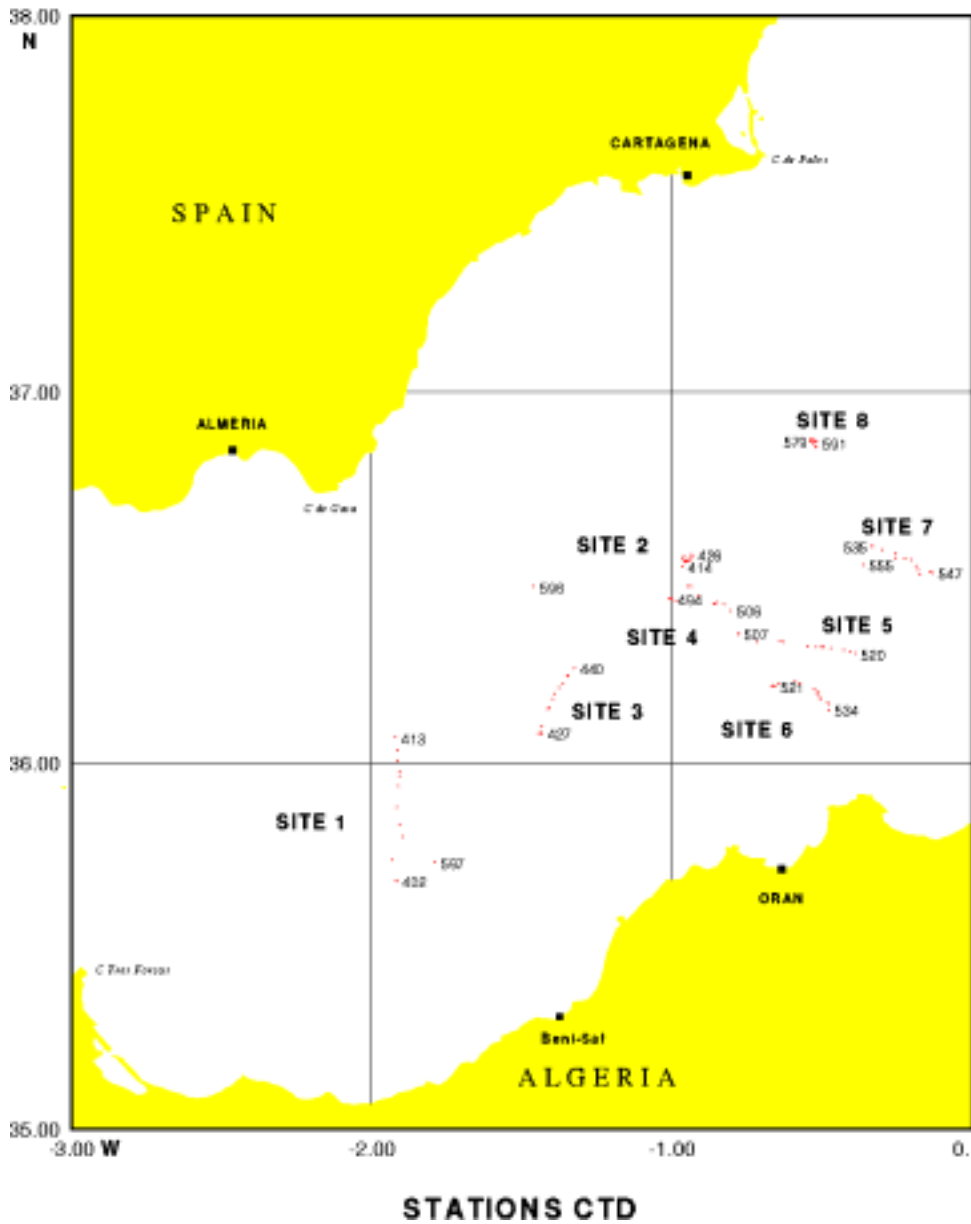 38.00
N
CARTAGENA
C de Palos
SPAIN
37.00
ALMERIA
SITE 8
579 591
C de Gata
SITE 7
SITE 2
535
426
414
555
547
598
494
506
SITE 5
SITE 4
507
520
440
521
SITE 3
534
427
SITE 6
413
36.00
SITE 1
597
432
ORAN
C Tres Forcas
Beni-Saf
ALGERIA
35.00
-3.00 W
-2.00
-1.00
0.
STATIONS CTD